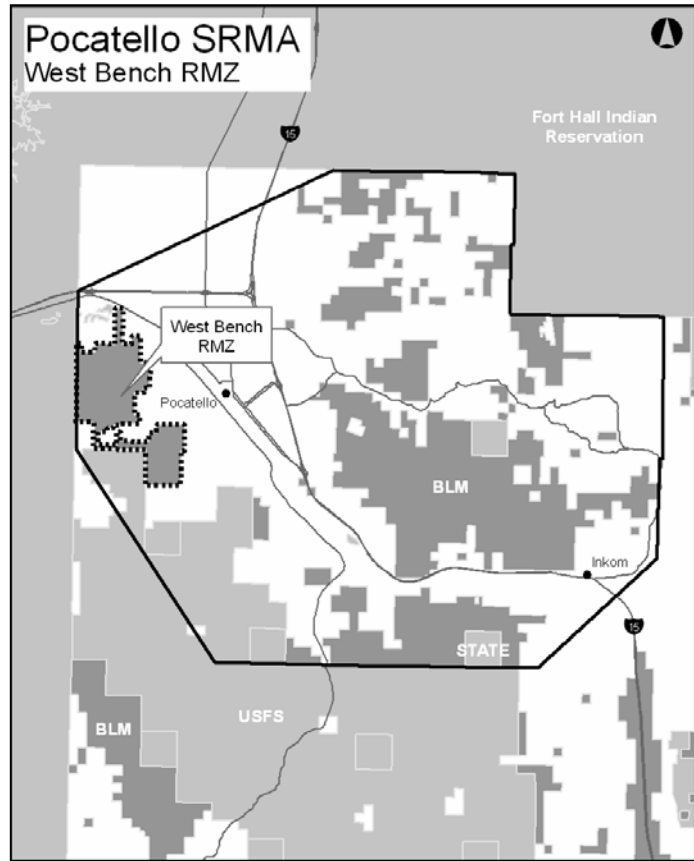 Pocatello SRMA
West Bench RMZ
15
Fort Hall Indian
Reservation
West Bench
RMZ
Pocatello
BLM
Inkom
15
STATE
USFS
BLM